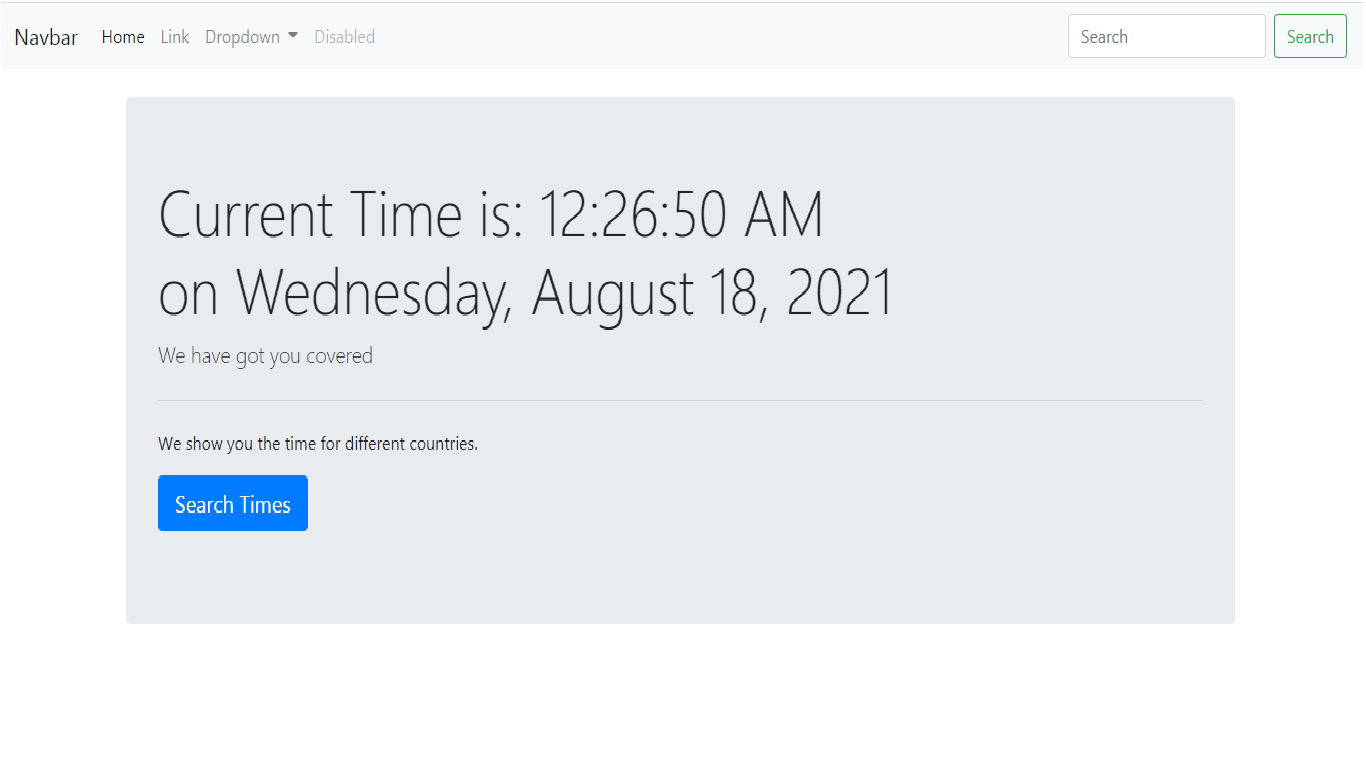 Navbar Home Link Dropdown Disabled Search Search
Current Time is: 12:26:50 AM
on Wednesday, August 18, 2021
We have got you covered
We show you the time for different countries.
Search Times